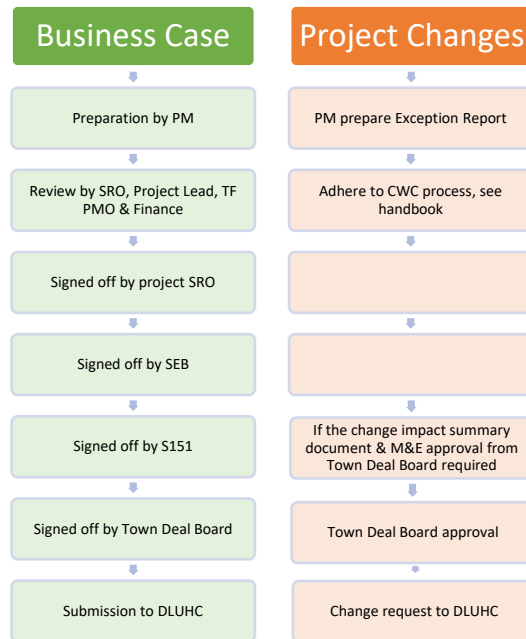 Business Case
Preparation by PM
Review by SRO, Project Lead, TF
PMO & Finance
Signed off by project SRO
Signed off by SEB
Signed off by S151
Signed off by Town Deal Board
Submission to DLUHC
Project Changes
PM prepare Exception Report
Adhere to CWC process, see
handbook
If the change impact summary
document & M&E approval from
Town Deal Board required
Town Deal Board approval
Change request to DLUHC